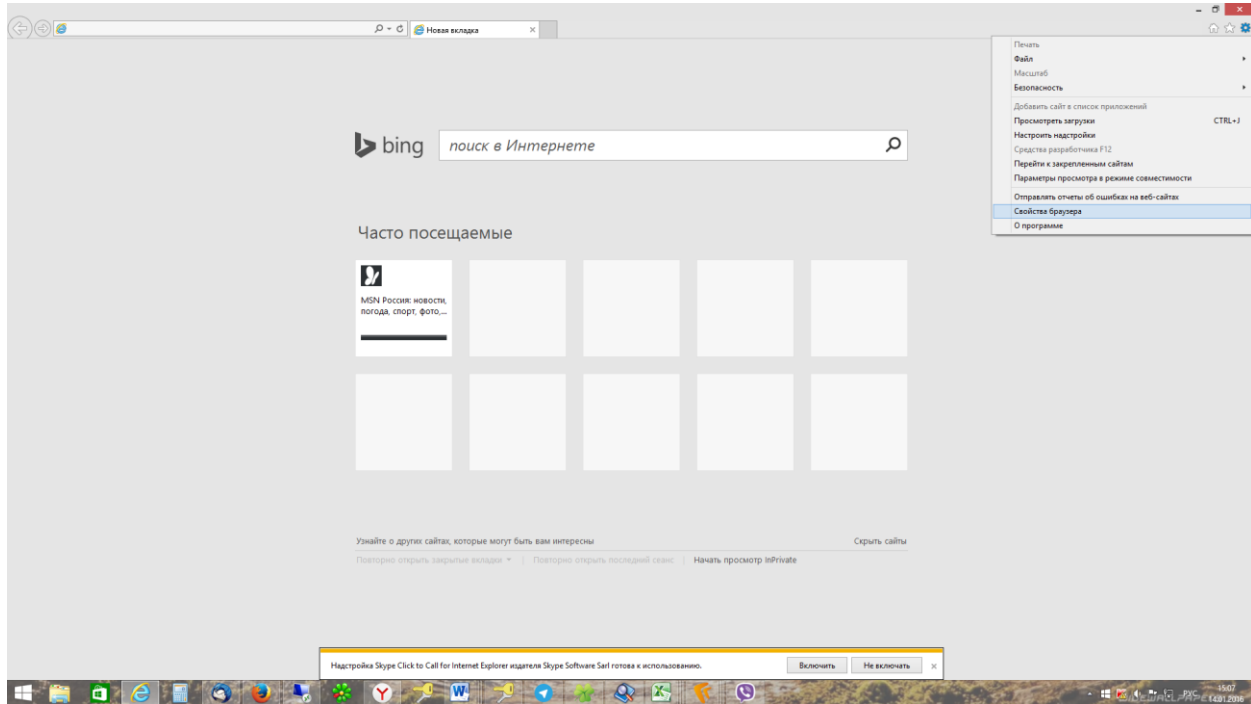 Новая вкладка
Печать
Файл
Масштаб
Безопасность
Добавить сайт в список приложений
Просмотреть загрузки CTRL+J
Настроить надстройки
Средства разработчика F12
Перейти к закрепленным сайтам
Параметры просмотра в режиме совместимости
Отправлять отчеты об ошибках на веб-сайтах
Свойства браузера
О программе
bing
поиск в Интернете
Часто посещаемые
MSN Россия: новости,
погода, спорт, фото,...
Узнайте о других сайтах, которые могут быть вам интересны Скрыть сайты
Повторно открыть закрытые вкладки | Повторно открыть последний сеанс | Начать просмотр InPrivate
Надстройка Skype Click to Call for Internet Explorer издателя Skype Software Sarl готова к использованию. Включить Не включать
РУС
15:07
14.01.2016